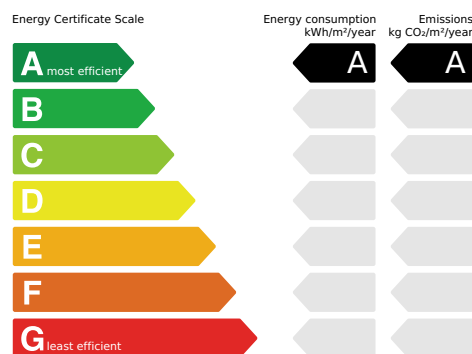 Energy Certificate Scale
Energy consumption
kWh/m²/year
Emissions
kg CO₂/m²/year
A most efficient
A
A
B
C
D
E
F
G least efficient